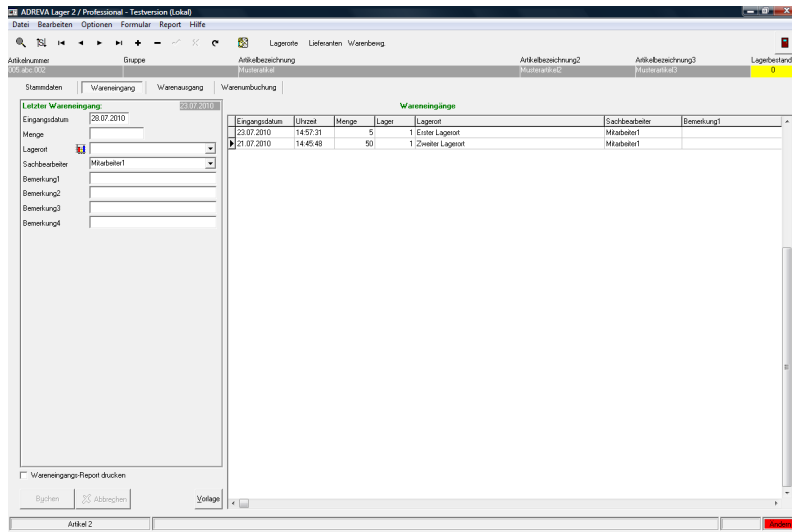 ADREVA Lager 2 / Professional - Testversion (Lokal)
Datei Bearbeiten Optionen Formular Report Hilfe
Lagerorte Lieferanten Warenbewg.
Artikelnummer Gruppe Artikelbezeichnung Artikelbezeichnung2 Artikelbezeichnung3 Lagerbestand
005 abc 002 Musterartikel Musterartikel2 Musterartikel3 0
Stammdaten Wareneingang Warenausgang Warenumbuchung
Letzter Wareneingang: 23.07.2010
Wareneingänge
Eingangsdatum 28.07.2010
Menge
Lagerort
Sachbearbeiter Mitarbeiter1
Bemerkung1
Bemerkung2
Bemerkung3
Bemerkung4
Eingangsdatum Uhrzeit Menge Lager Lagerort Sachbearbeiter Bemerkung1
23.07.2010 14:57:31 5 1 Erster Lagerort Mitarbeiter1
21.07.2010 14:45:48 50 1 Zweiter Lagerort Mitarbeiter1
Wareneingangs-Report drucken
Buchen Abbrechen Vorlage
Artikel 2